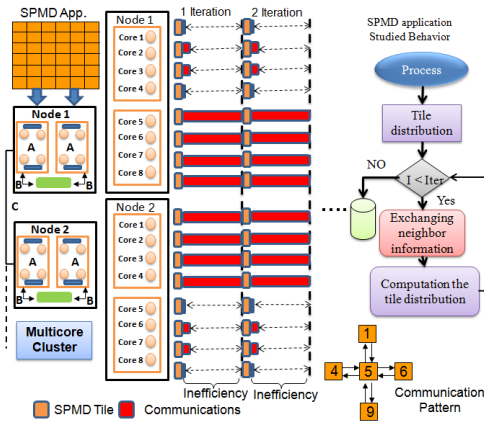 SPMD App.
Node 1
A
A
B
B
C
Node 2
A
A
B
B
Multicore
Cluster
Node 1
Core 1
Core 2
Core 3
Core 4
Core 5
Core 6
Core 7
Core 8
Node 2
Core 1
Core 2
Core 3
Core 4
Core 5
Core 6
Core 7
Core 8
1 Iteration
2 Iteration
Inefficiency
Inefficiency
SPMD Tile
Communications
SPMD application
Studied Behavior
Process
Tile
distribution
NO
I < Iter
Yes
Exchanging
neighbor
information
Computation the
tile distribution
1
4
5
6
9
Communication
Pattern